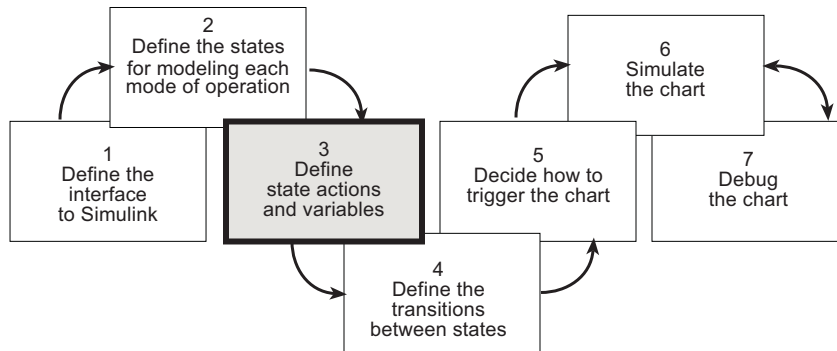 1
Define the
interface
to Simulink
2
Define the states
for modeling each
mode of operation
3
Define
state actions
and variables
4
Define the
transitions
between states
5
Decide how to
trigger the chart
6
Simulate
the chart
7
Debug
the chart